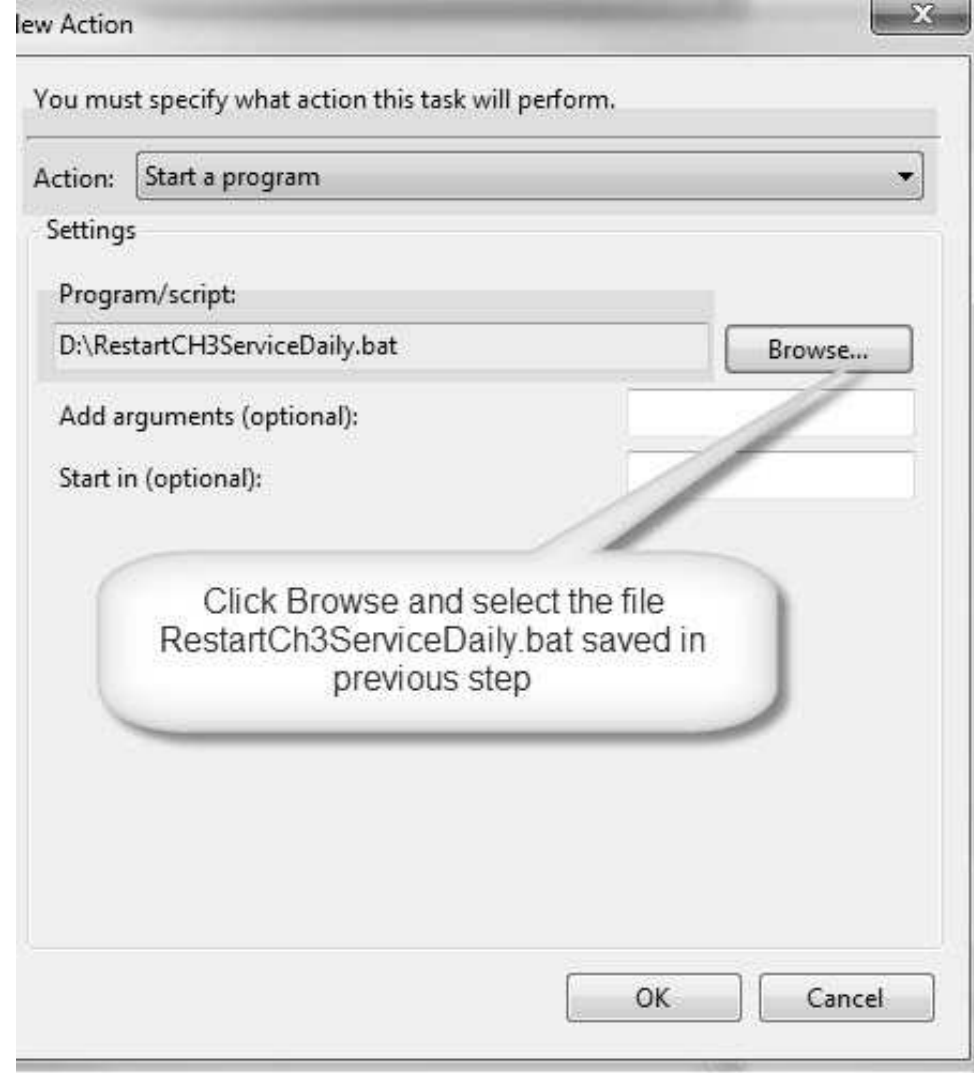 lew Action
You must specify what action this task will perform.
Action: Start a program
Settings
Program/script:
D:\RestartCH3ServiceDaily.bat Browse...
Add arguments (optional):
Start in (optional):
Click Browse and select the file
RestartCh3ServiceDaily.bat saved in
previous step
OK Cancel